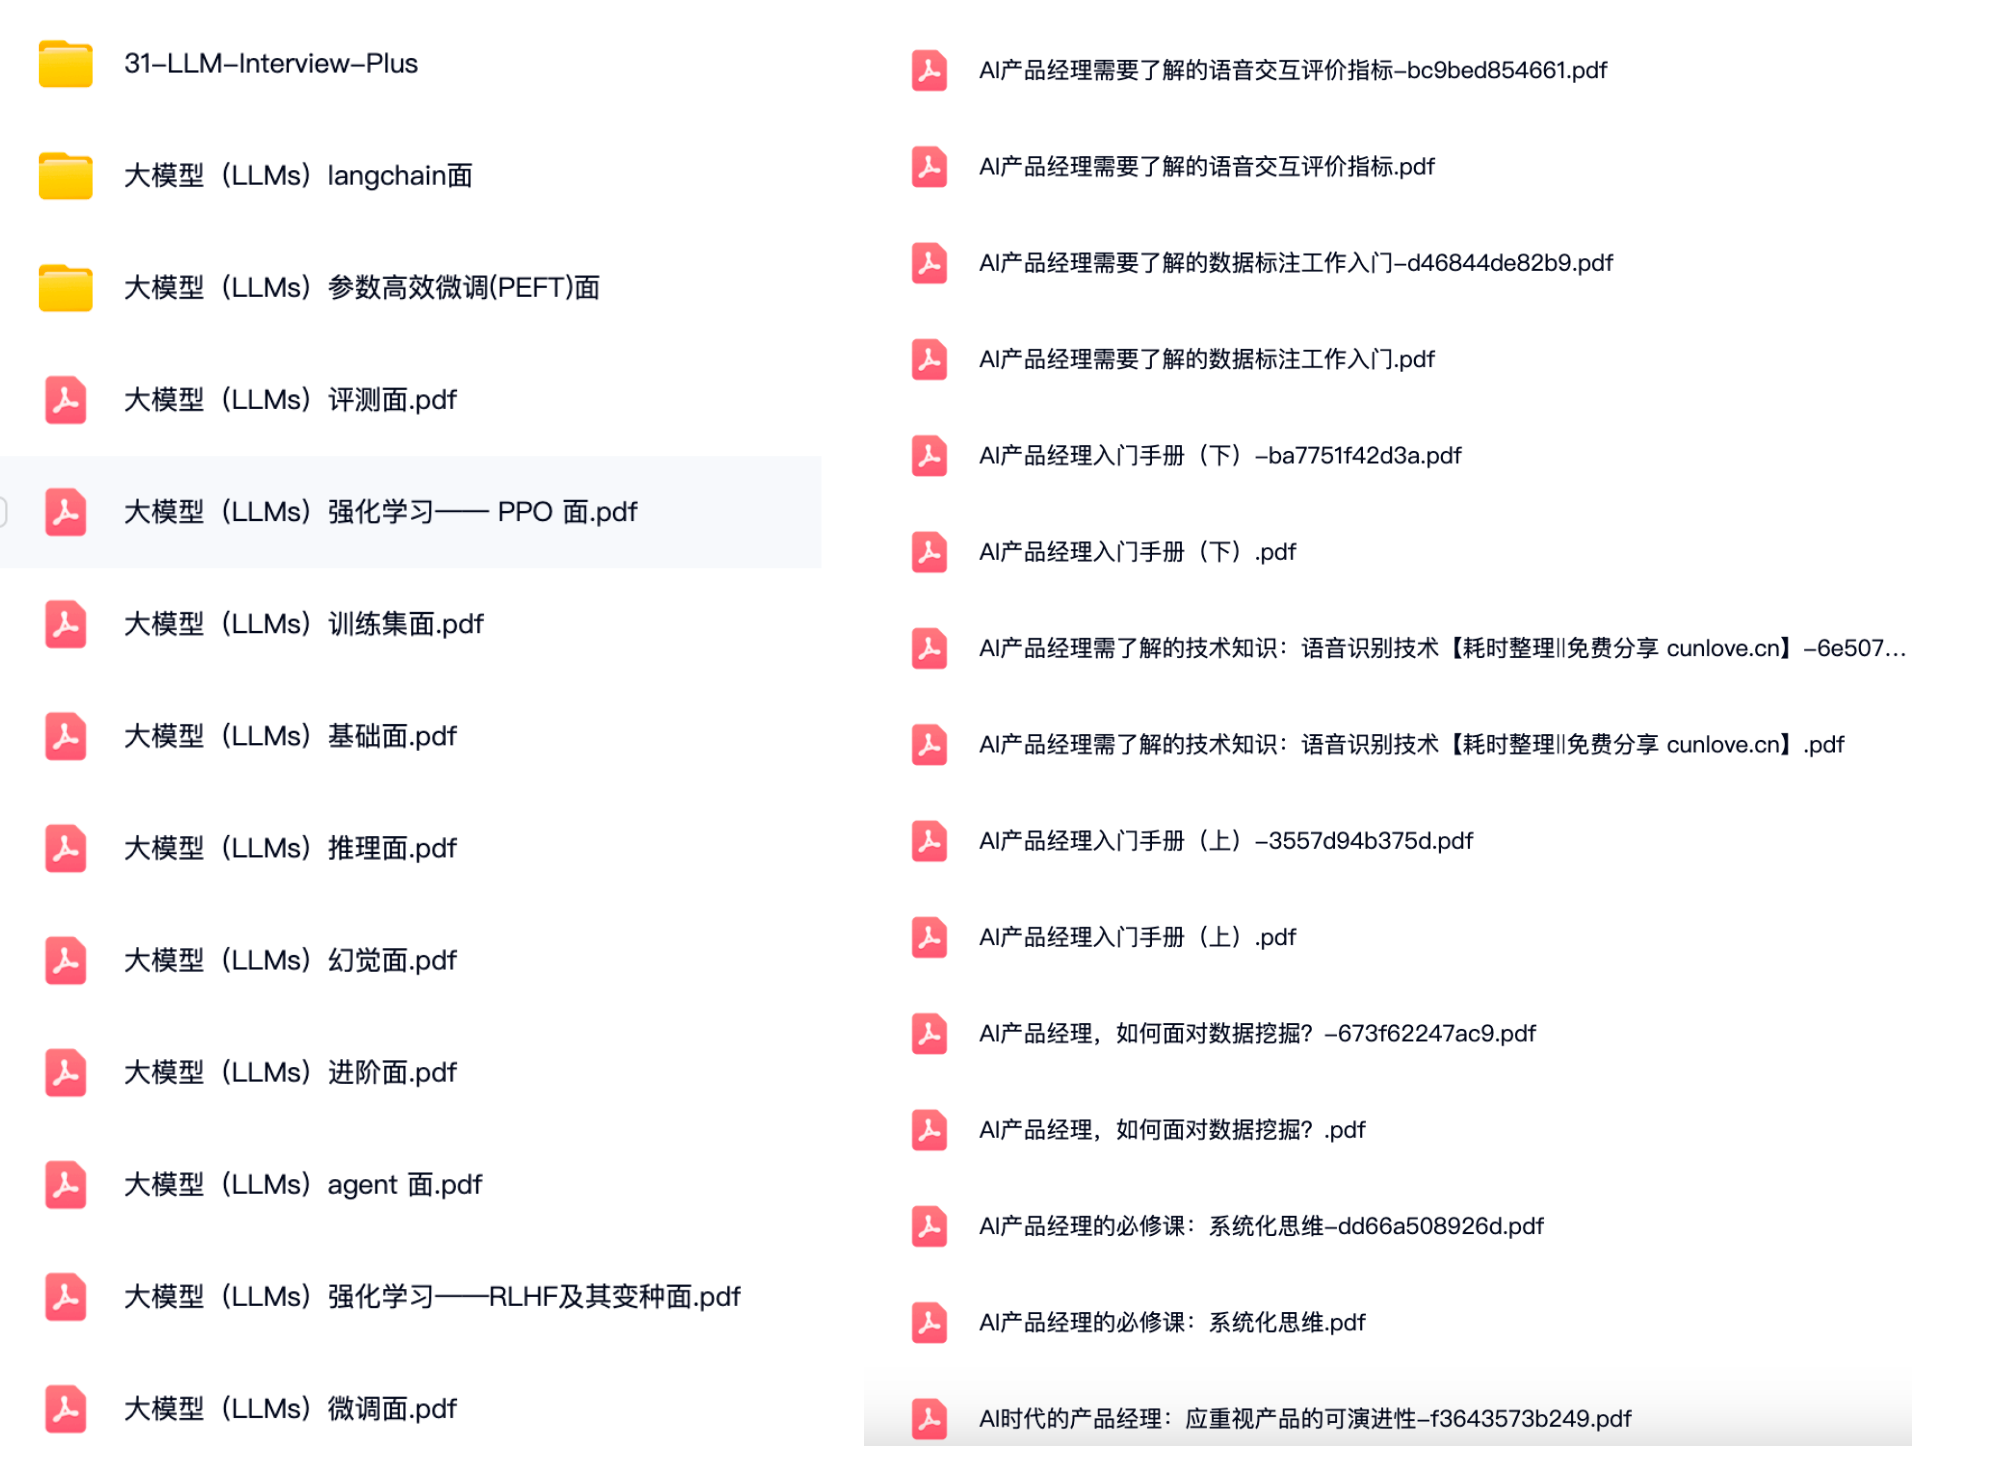 31-LLM-Interview-Plus
大模型（LLMs）langchain面
大模型（LLMs）参数高效微调(PEFT)面
大模型（LLMs）评测面.pdf
大模型（LLMs）强化学习—— PPO 面.pdf
大模型（LLMs）训练集面.pdf
大模型（LLMs）基础面.pdf
大模型（LLMs）推理面.pdf
大模型（LLMs）幻觉面.pdf
大模型（LLMs）进阶面.pdf
大模型（LLMs）agent 面.pdf
大模型（LLMs）强化学习——RLHF及其变种面.pdf
大模型（LLMs）微调面.pdf
AI产品经理需要了解的语音交互评价指标-bc9bed854661.pdf
AI产品经理需要了解的语音交互评价指标.pdf
AI产品经理需要了解的数据标注工作入门-d46844de82b9.pdf
AI产品经理需要了解的数据标注工作入门.pdf
AI产品经理入门手册（下）-ba7751f42d3a.pdf
AI产品经理入门手册（下）.pdf
AI产品经理需了解的技术知识：语音识别技术【耗时整理||免费分享 cunlove.cn】-6e507...
AI产品经理需了解的技术知识：语音识别技术【耗时整理||免费分享 cunlove.cn】.pdf
AI产品经理入门手册（上）-3557d94b375d.pdf
AI产品经理入门手册（上）.pdf
AI产品经理，如何面对数据挖掘？-673f62247ac9.pdf
AI产品经理，如何面对数据挖掘？.pdf
AI产品经理的必修课：系统化思维-dd66a508926d.pdf
AI产品经理的必修课：系统化思维.pdf
AI时代的产品经理：应重视产品的可演进性-f3643573b249.pdf